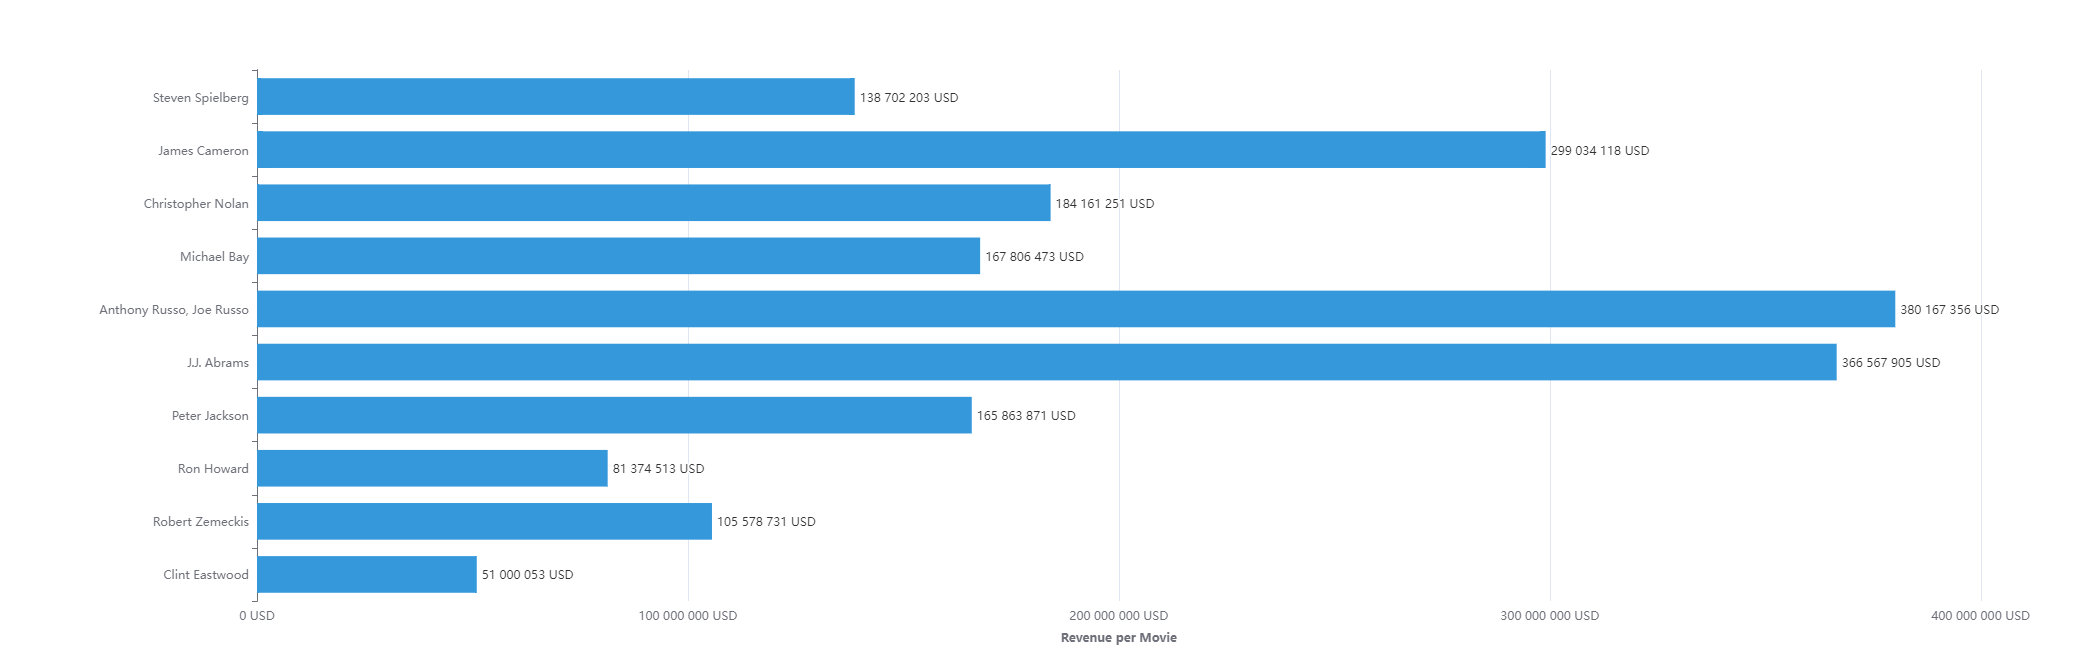 Steven Spielberg 138 702 203 USD
James Cameron 299 034 118 USD
Christopher Nolan 184 161 251 USD
Michael Bay 167 806 473 USD
Anthony Russo, Joe Russo 380 167 356 USD
J.J. Abrams 366 567 905 USD
Peter Jackson 165 863 871 USD
Ron Howard 81 374 513 USD
Robert Zemeckis 105 578 731 USD
Clint Eastwood 51 000 053 USD
0 USD 100 000 000 USD 200 000 000 USD 300 000 000 USD 400 000 000 USD
Revenue per Movie